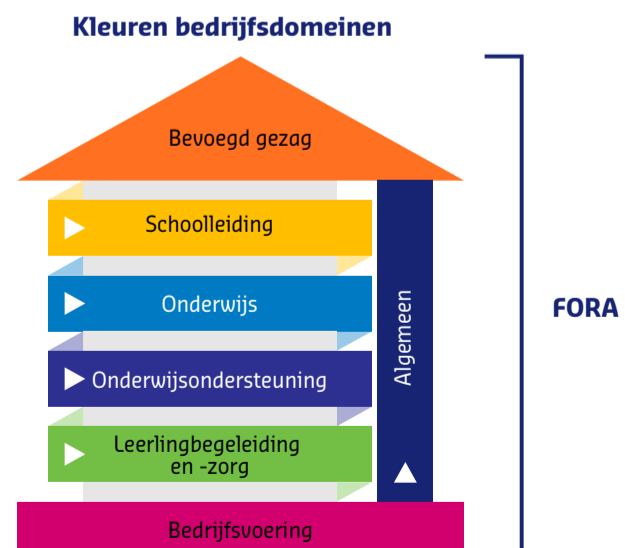 Kleuren bedrijfsdomeinen
Bevoegd gezag
Schoolleiding
Onderwijs
Onderwijsondersteuning
Leerlingbegeleiding
en -zorg
Algemeen
Bedrijfsvoering
FORA